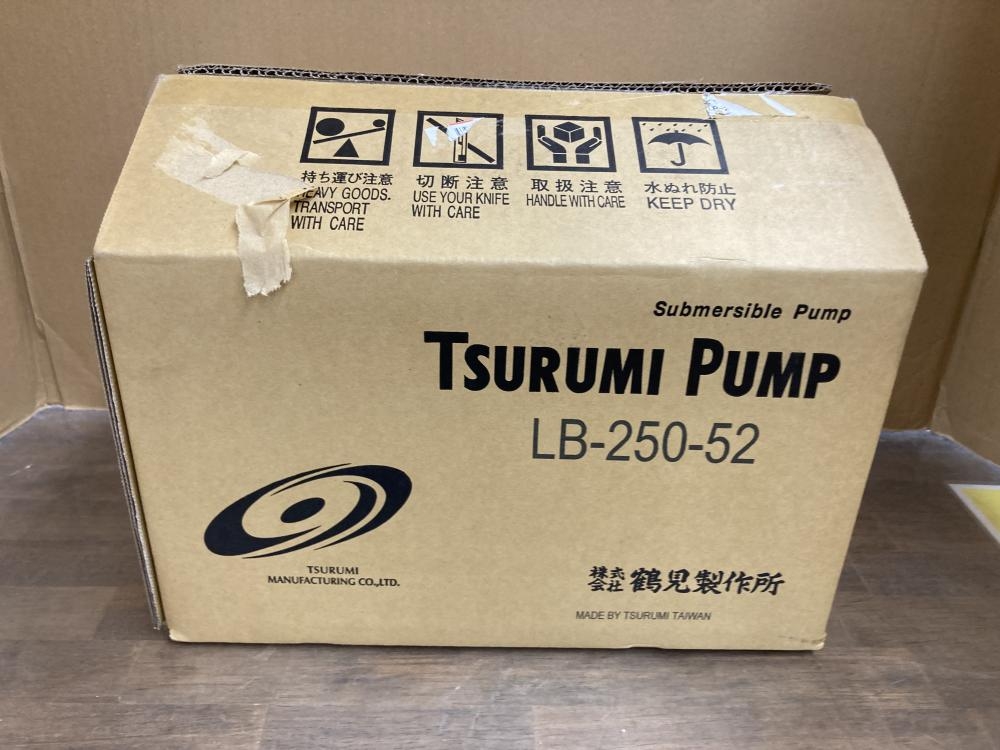 持ち運び注意
HEAVY GOODS.
TRANSPORT
WITH CARE
切断注意
USE YOUR KNIFE
WITH CARE
取扱注意
HANDLE WITH CARE
水ぬれ防止
KEEP DRY
Submersible Pump
TSURUMI PUMP
LB-250-52
TSURUMI
MANUFACTURING CO.,LTD.
株式会社 鶴見製作所
MADE BY TSURUMI TAIWAN